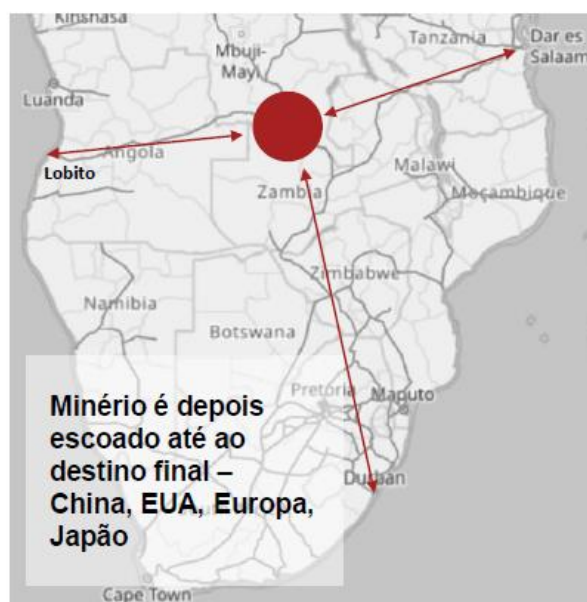 Kinshasa
Mbuji-
Mayi
Tanzania
Dar es
Salaam
Luanda
Angola
Lobito
Malawi
Zambia
Moçambique
Zimbabwe
Namibia
Botswana
Pretoria
Maputo
Minério é depois
escoado até ao
destino final –
China, EUA, Europa,
Japão
Durban
Cape Town